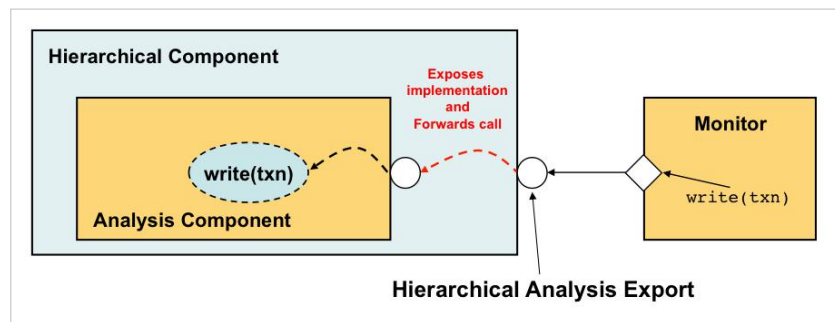 Hierarchical Component
Exposes
implementation
and
Forwards call
Monitor
write(txn)
write(txn)
Analysis Component
Hierarchical Analysis Export